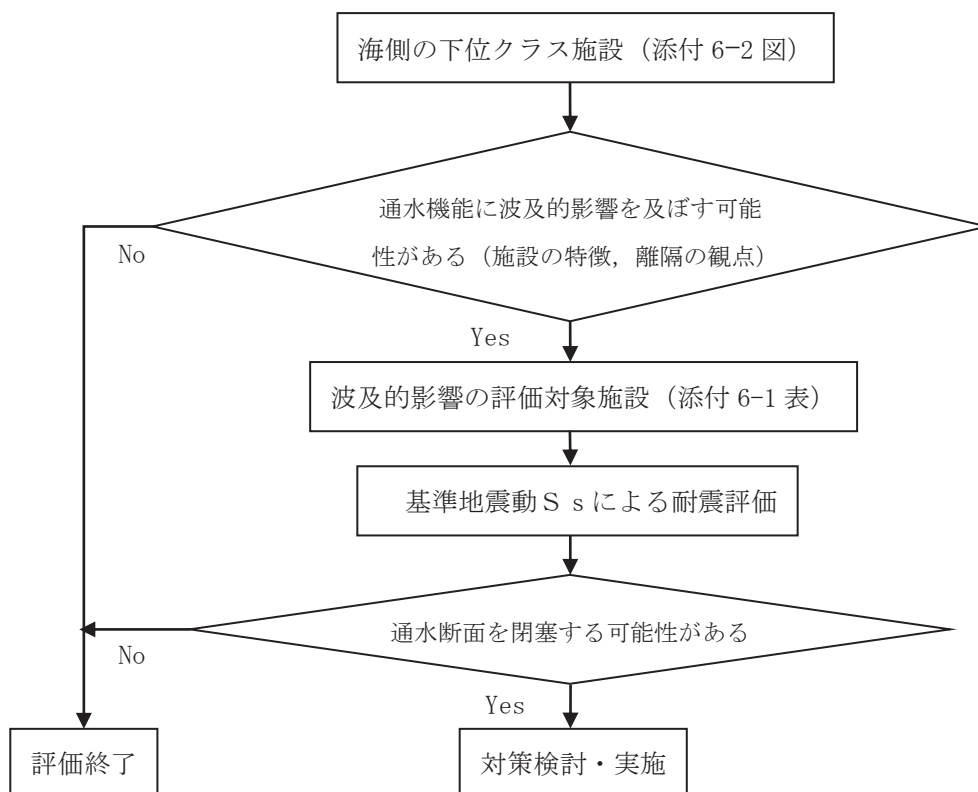 海側の下位クラス施設（添付 6-2 図）
通水機能に波及的影響を及ぼす可能
性がある（施設の特徴，離隔の観点）
No
Yes
波及的影響の評価対象施設（添付 6-1 表）
基準地震動Ｓｓによる耐震評価
通水断面を閉塞する可能性がある
No
Yes
評価終了
対策検討・実施